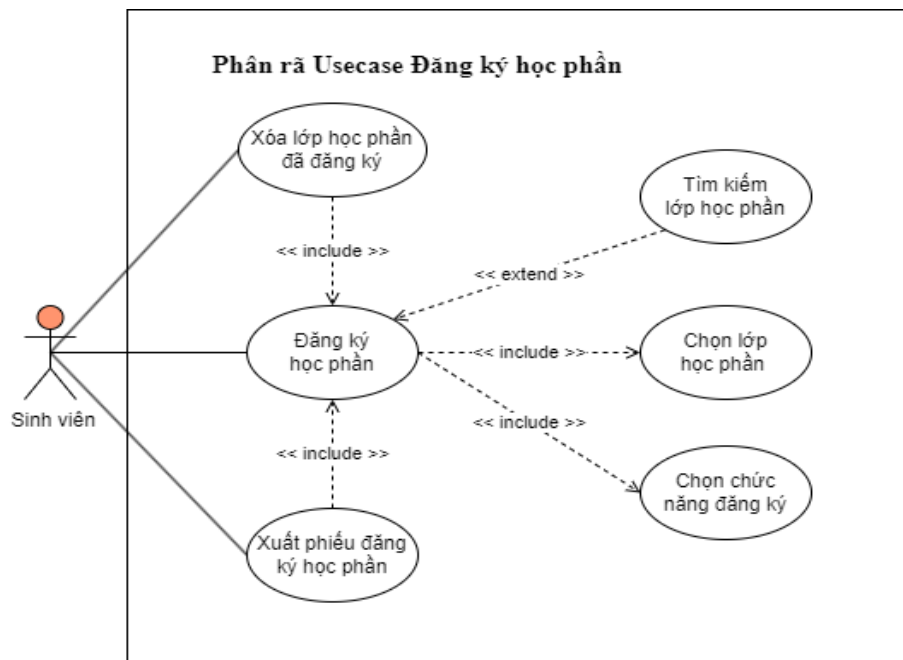 Phân rã Usecase Đăng ký học phần
Xóa lớp học phần
đã đăng ký
Tìm kiếm
lớp học phần
<< include >>
<< extend >>
Đăng ký
học phần
<< include >>
Chọn lớp
học phần
Sinh viên
<< include >>
<< include >>
Chọn chức
năng đăng ký
Xuất phiếu đăng
ký học phần